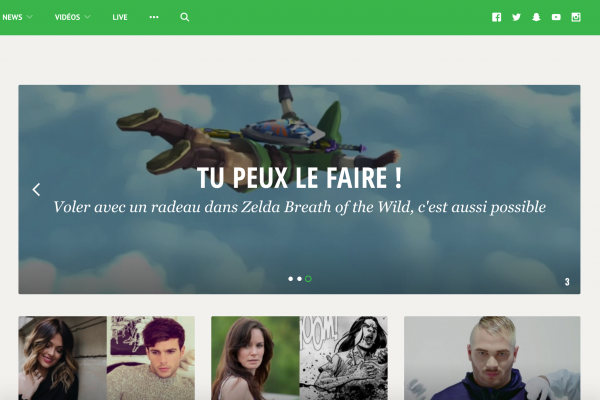 NEWS VIDÉOS LIVE •••
TU PEUX LE FAIRE !
Voler avec un radeau dans Zelda Breath of the Wild, c'est aussi possible
3